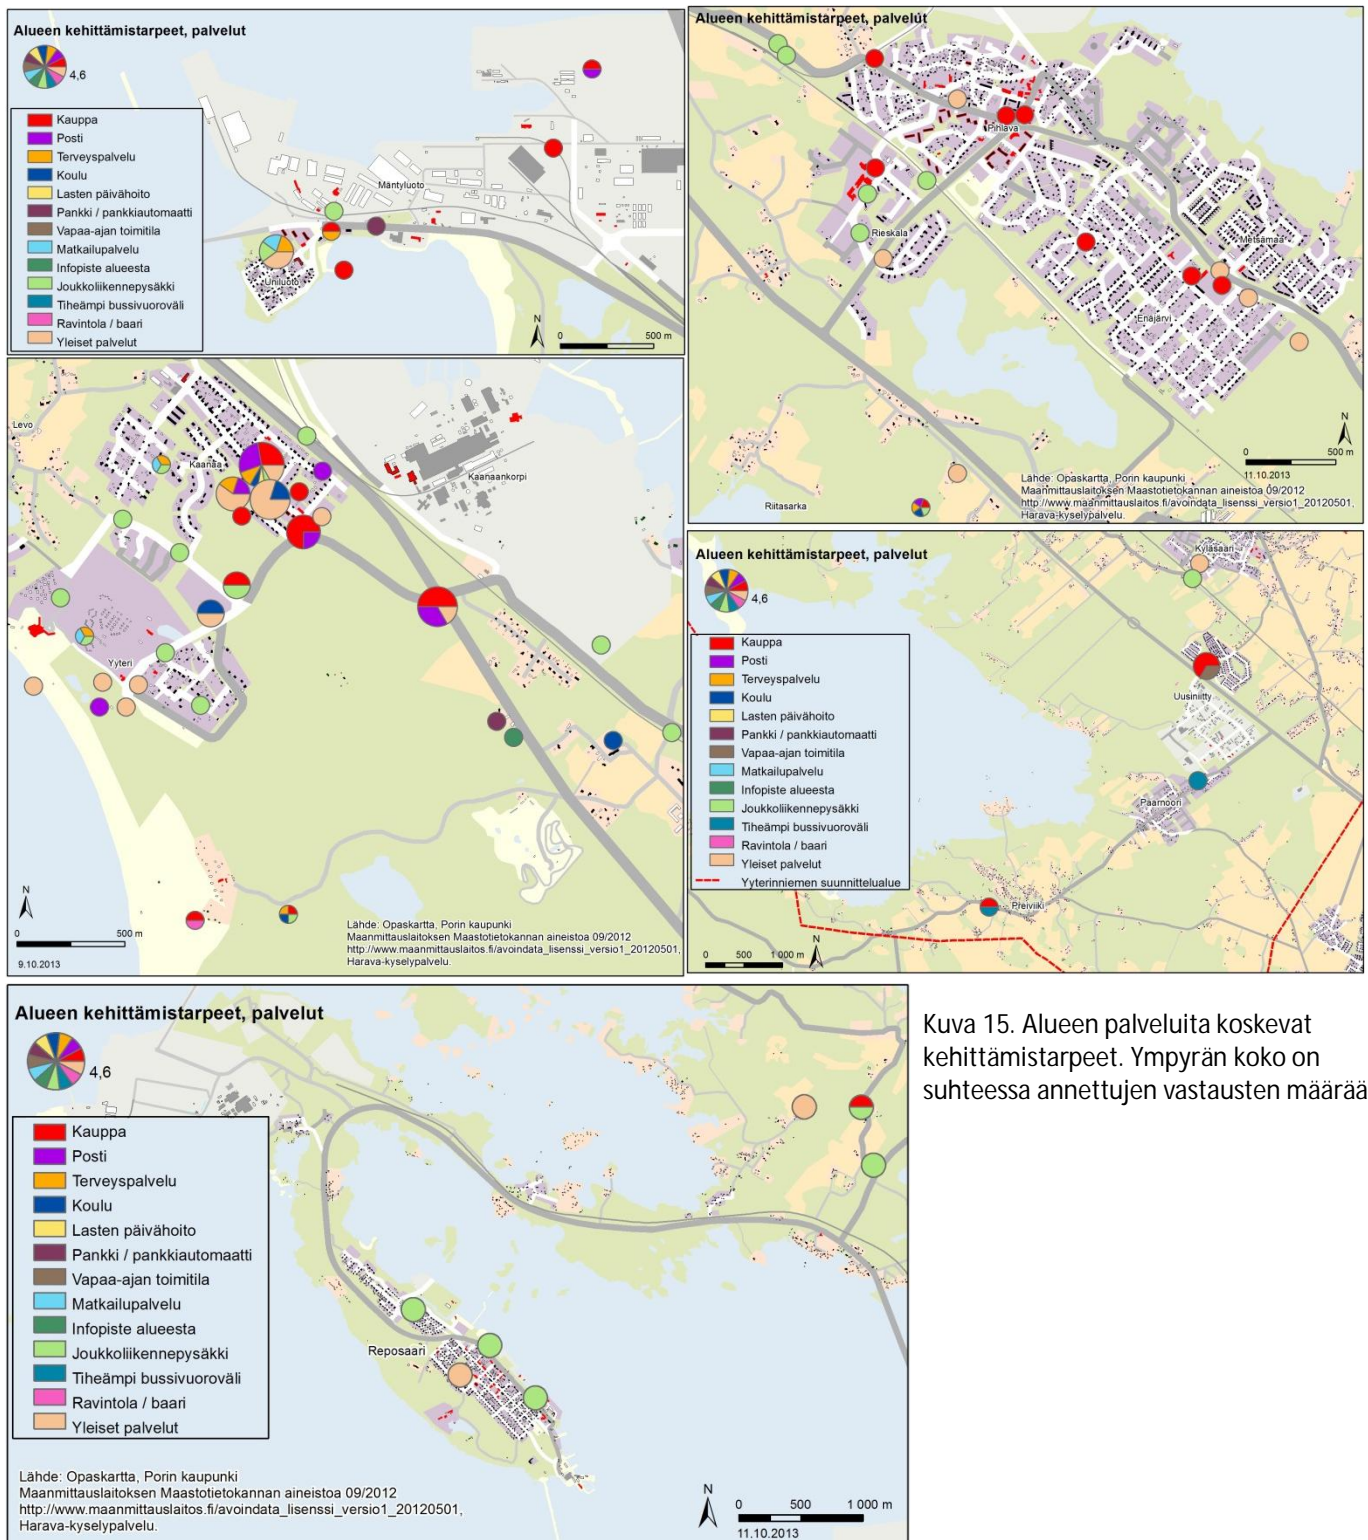 Alueen kehittämistarpeet, palvelut
4,6
Kauppa
Posti
Terveyspalvelu
Koulu
Lasten päivähoito
Pankki / pankkiautomaatti
Vapaa-ajan toimitila
Matkailupalvelu
Infopiste alueesta
Joukkoliikennepysäkki
Tiheämpi bussivuoroväli
Ravintola / baari
Yleiset palvelut
Mäntyluoto
Uniluoto
N
0 500 m
Alueen kehittämistarpeet, palvelut
Pihlava
Rieskala
Metsämaa
Enäjärvi
Riitasarka
N
0 500 m
11.10.2013
Lähde: Opaskartta, Porin kaupunki
Maanmittauslaitoksen Maastotietokannan aineistoa 09/2012
http://www.maanmittauslaitos.fi/avoindata_lisenssi_versio1_20120501,
Harava-kyselypalvelu.
Levo
Kaanaa
Kaanaankorpi
Yyteri
N
0 500 m
9.10.2013
Lähde: Opaskartta, Porin kaupunki
Maanmittauslaitoksen Maastotietokannan aineistoa 09/2012
http://www.maanmittauslaitos.fi/avoindata_lisenssi_versio1_20120501,
Harava-kyselypalvelu.
Alueen kehittämistarpeet, palvelut
4,6
Kauppa
Posti
Terveyspalvelu
Koulu
Lasten päivähoito
Pankki / pankkiautomaatti
Vapaa-ajan toimitila
Matkailupalvelu
Infopiste alueesta
Joukkoliikennepysäkki
Tiheämpi bussivuoroväli
Ravintola / baari
Yleiset palvelut
Yyterinniemen suunnittelualue
Kyläsaari
Uusiniitty
Paarnoori
Preiviiki
N
0 500 1 000 m
Alueen kehittämistarpeet, palvelut
4,6
Kauppa
Posti
Terveyspalvelu
Koulu
Lasten päivähoito
Pankki / pankkiautomaatti
Vapaa-ajan toimitila
Matkailupalvelu
Infopiste alueesta
Joukkoliikennepysäkki
Tiheämpi bussivuoroväli
Ravintola / baari
Yleiset palvelut
Reposaari
Lähde: Opaskartta, Porin kaupunki
Maanmittauslaitoksen Maastotietokannan aineistoa 09/2012
http://www.maanmittauslaitos.fi/avoindata_lisenssi_versio1_20120501,
Harava-kyselypalvelu.
N
0 500 1 000 m
11.10.2013
Kuva 15. Alueen palveluita koskevat
kehittämistarpeet. Ympyrän koko on
suhteessa annettujen vastausten määrää